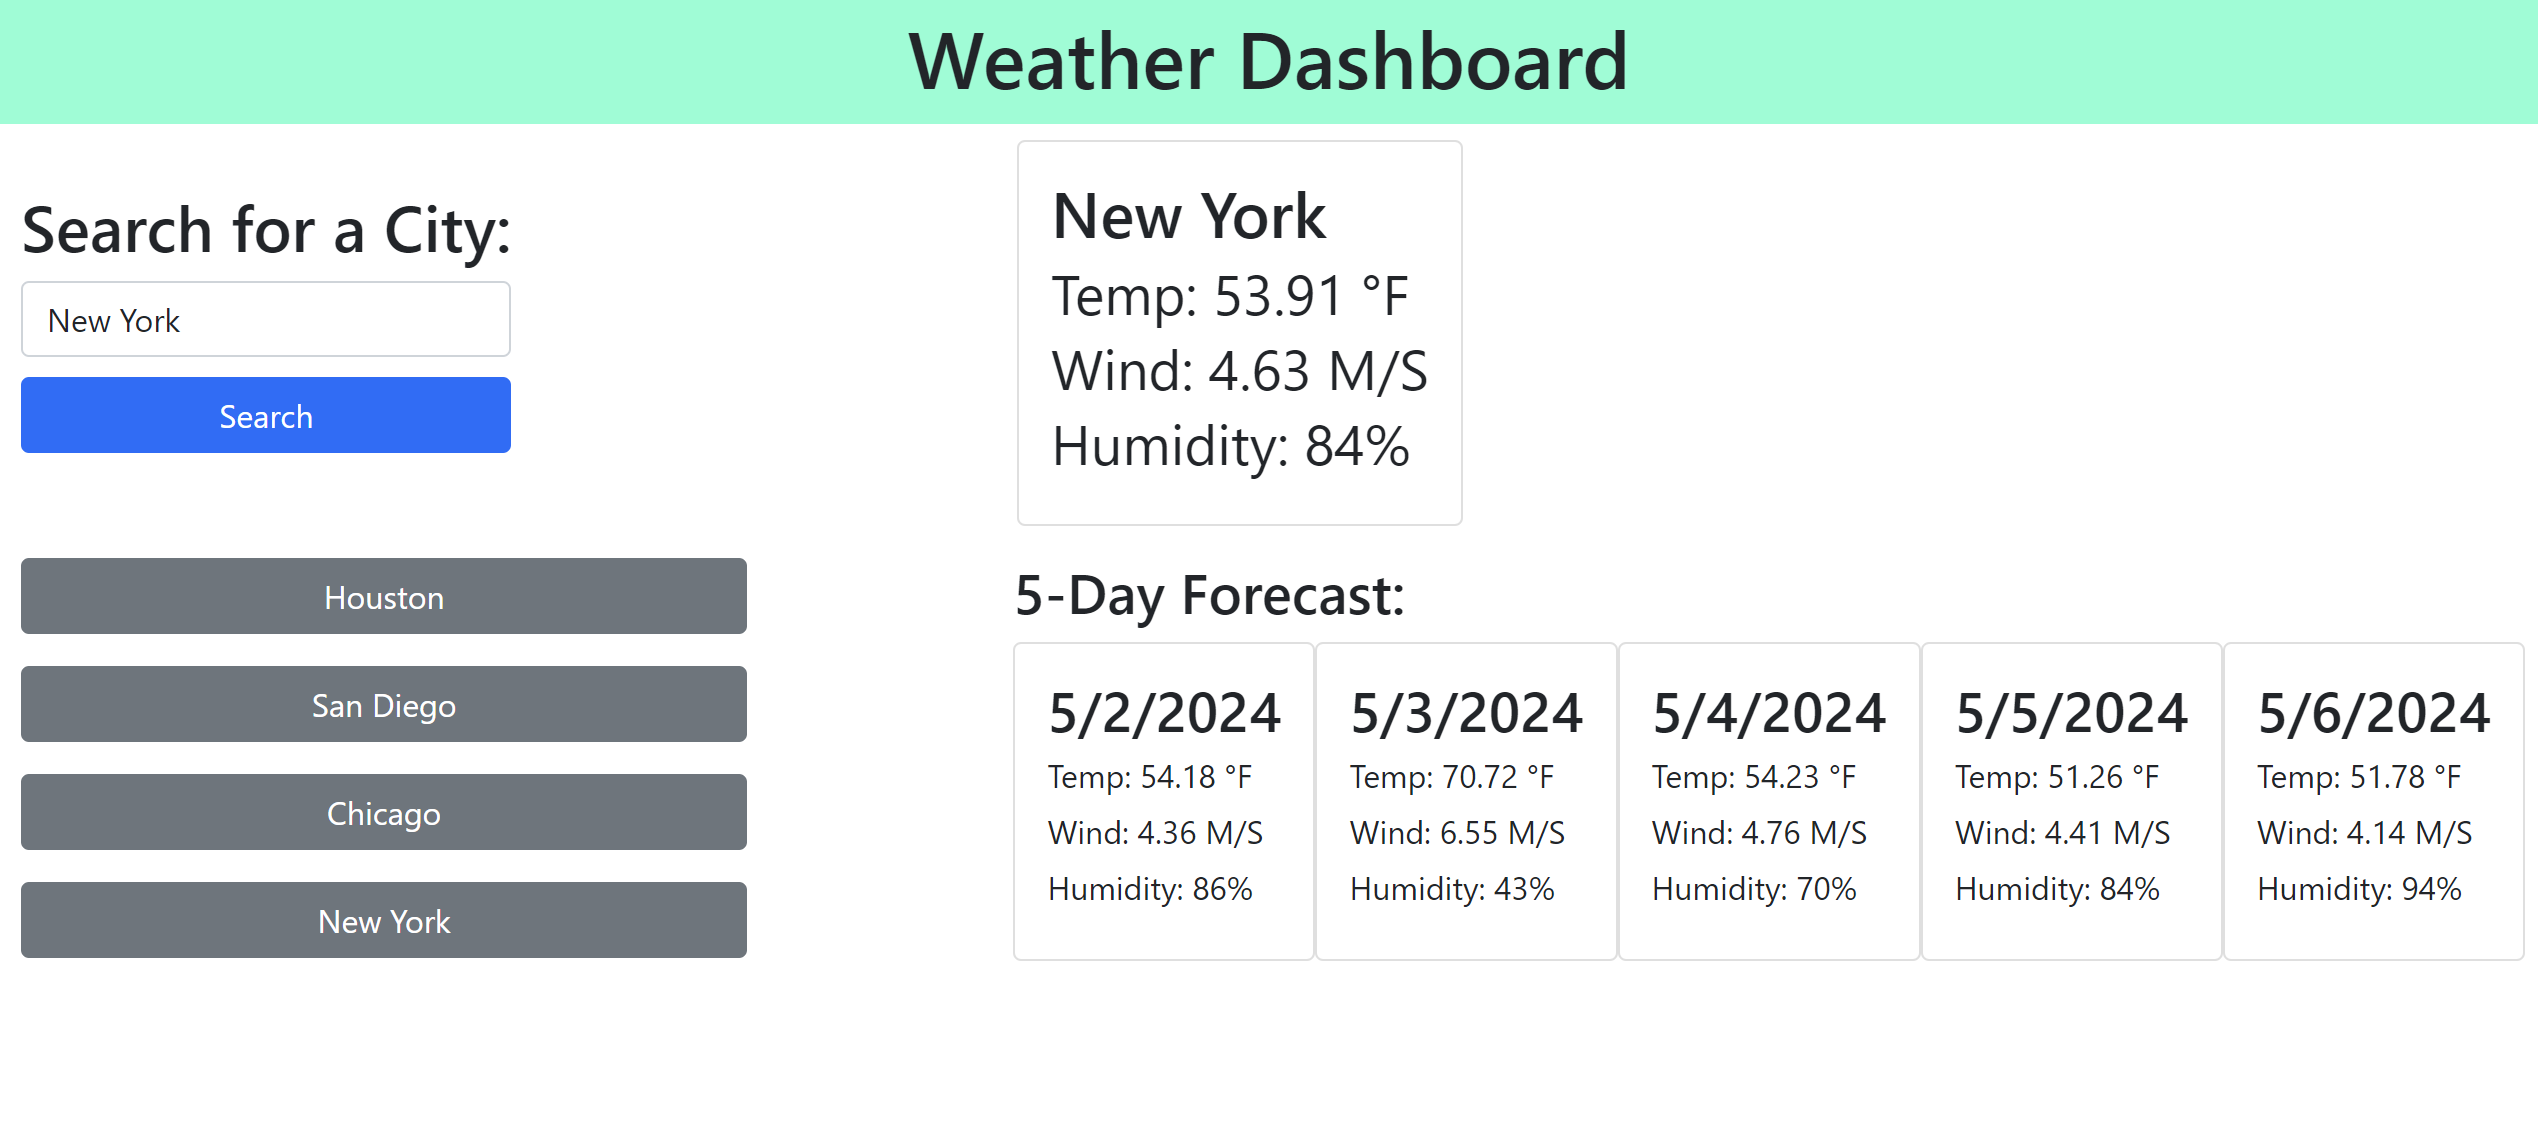 Weather Dashboard
Search for a City:
New York
Search
Houston
San Diego
Chicago
New York
New York
Temp: 53.91 °F
Wind: 4.63 M/S
Humidity: 84%
5-Day Forecast:
5/2/2024
Temp: 54.18 °F
Wind: 4.36 M/S
Humidity: 86%
5/3/2024
Temp: 70.72 °F
Wind: 6.55 M/S
Humidity: 43%
5/4/2024
Temp: 54.23 °F
Wind: 4.76 M/S
Humidity: 70%
5/5/2024
Temp: 51.26 °F
Wind: 4.41 M/S
Humidity: 84%
5/6/2024
Temp: 51.78 °F
Wind: 4.14 M/S
Humidity: 94%